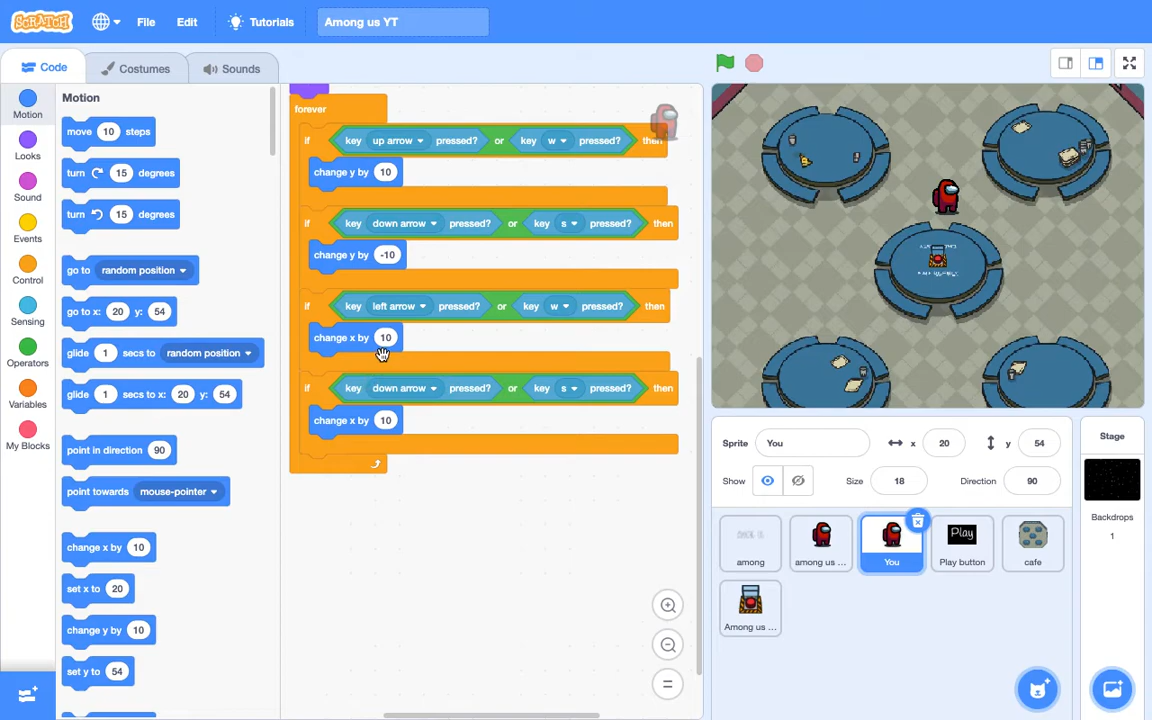 SCRATCH
File
Edit
Tutorials
Among us YT
Code
Costumes
Sounds
Motion
Looks
Sound
Events
Control
Sensing
Operators
Variables
My Blocks
Motion
move 10 steps
turn 15 degrees
turn 15 degrees
go to random position
go to x: 20 y: 54
glide 1 secs to random position
glide 1 secs to x: 20 y: 54
point in direction 90
point towards mouse-pointer
change x by 10
set x to 20
change y by 10
set y to 54
forever
if key up arrow pressed? or key w pressed? then
change y by 10
if key down arrow pressed? or key s pressed? then
change y by -10
if key left arrow pressed? or key w pressed? then
change x by 10
if key down arrow pressed? or key s pressed? then
change x by 10
Sprite You x 20 y 54
Show Size 18 Direction 90
among
among us ...
You
Play
Play button
cafe
Among us ...
Stage
Backdrops
1